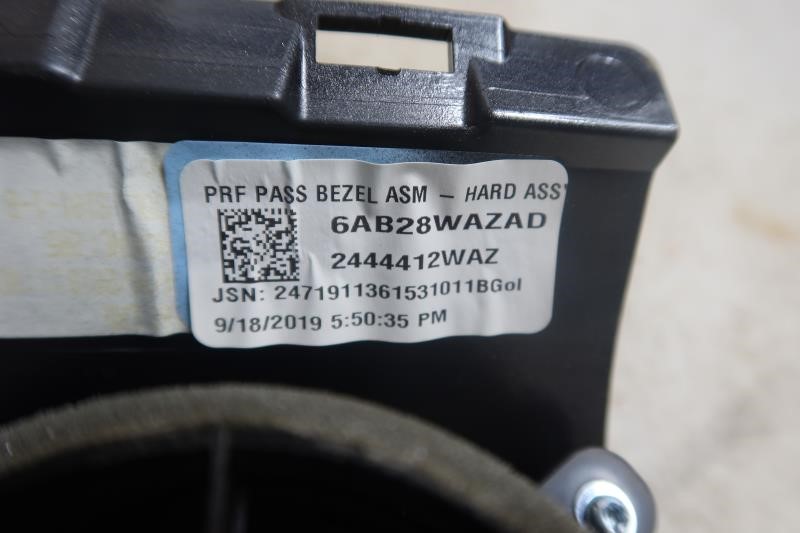 PRF PASS BEZEL ASM – HARD ASSY
6AB28WAZAD
2444412WAZ
JSN: 2471911361531011BGol
9/18/2019 5:50:35 PM